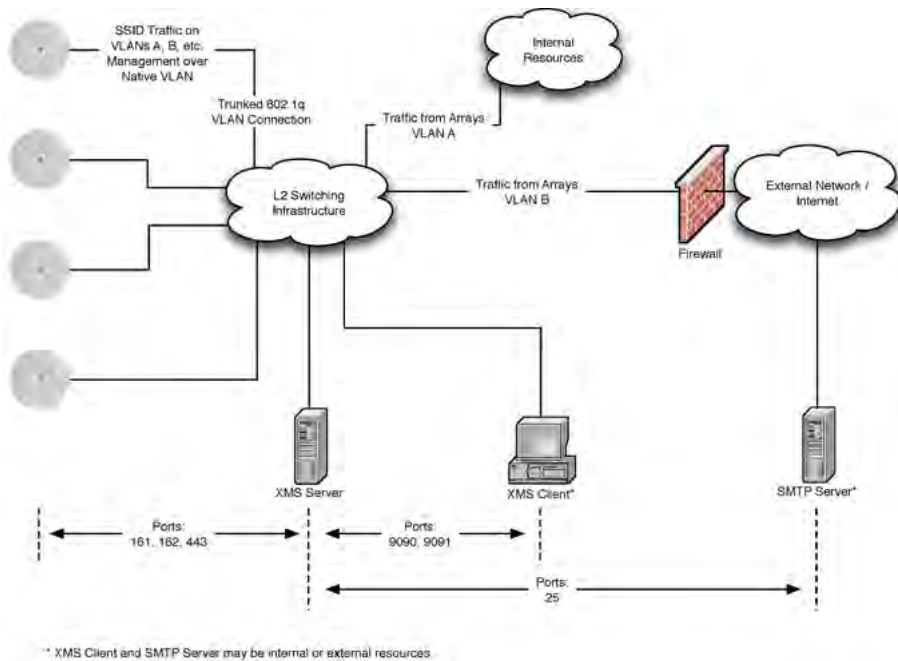 SSID Traffic on
VLANs A, B, etc.
Management over
Native VLAN
Internal
Resources
Trunked 802.1q
VLAN Connection
Traffic from Arrays
VLAN A
L2 Switching
Infrastructure
Traffic from Arrays
VLAN B
External Network /
Internet
Firewall
XMS Server
XMS Client*
SMTP Server*
Ports:
161, 162, 443
Ports:
9090, 9091
Ports:
25
* XMS Client and SMTP Server may be internal or external resources